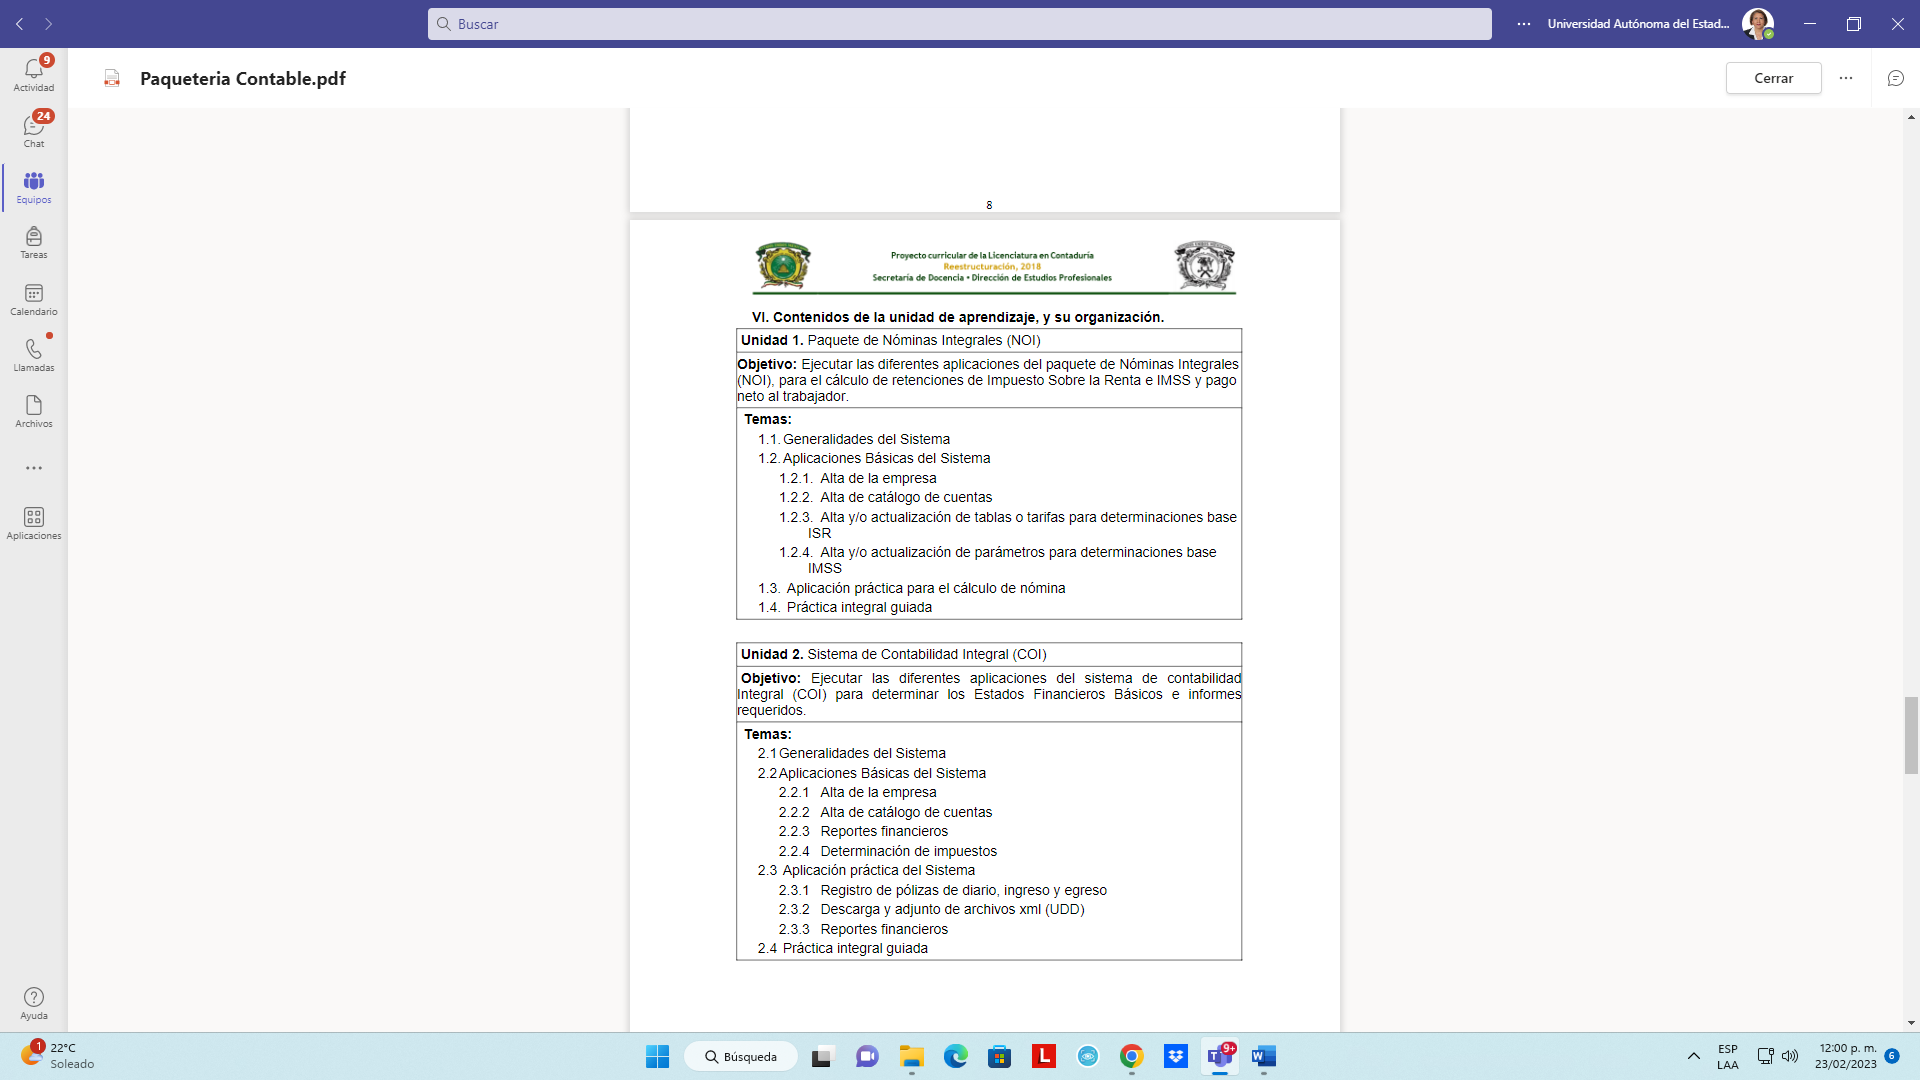 Buscar
Universidad Autónoma del Estad...
9
Actividad
24
Chat
Equipos
Tareas
Calendario
Llamadas
Archivos
Aplicaciones
Ayuda
Paqueteria Contable.pdf
Cerrar
8
Proyecto curricular de la Licenciatura en Contaduría
Reestructuración, 2018
Secretaría de Docencia • Dirección de Estudios Profesionales
VI. Contenidos de la unidad de aprendizaje, y su organización.
Unidad 1. Paquete de Nóminas Integrales (NOI)
Objetivo: Ejecutar las diferentes aplicaciones del paquete de Nóminas Integrales
(NOI), para el cálculo de retenciones de Impuesto Sobre la Renta e IMSS y pago
neto al trabajador.
Temas:
1.1. Generalidades del Sistema
1.2. Aplicaciones Básicas del Sistema
1.2.1. Alta de la empresa
1.2.2. Alta de catálogo de cuentas
1.2.3. Alta y/o actualización de tablas o tarifas para determinaciones base
ISR
1.2.4. Alta y/o actualización de parámetros para determinaciones base
IMSS
1.3. Aplicación práctica para el cálculo de nómina
1.4. Práctica integral guiada
Unidad 2. Sistema de Contabilidad Integral (COI)
Objetivo: Ejecutar las diferentes aplicaciones del sistema de contabilidad
Integral (COI) para determinar los Estados Financieros Básicos e informes
requeridos.
Temas:
2.1 Generalidades del Sistema
2.2 Aplicaciones Básicas del Sistema
2.2.1 Alta de la empresa
2.2.2 Alta de catálogo de cuentas
2.2.3 Reportes financieros
2.2.4 Determinación de impuestos
2.3 Aplicación práctica del Sistema
2.3.1 Registro de pólizas de diario, ingreso y egreso
2.3.2 Descarga y adjunto de archivos xml (UDD)
2.3.3 Reportes financieros
2.4 Práctica integral guiada
1
22°C
Soleado
Búsqueda
L
9+
ESP
LAA
12:00 p. m.
23/02/2023
6